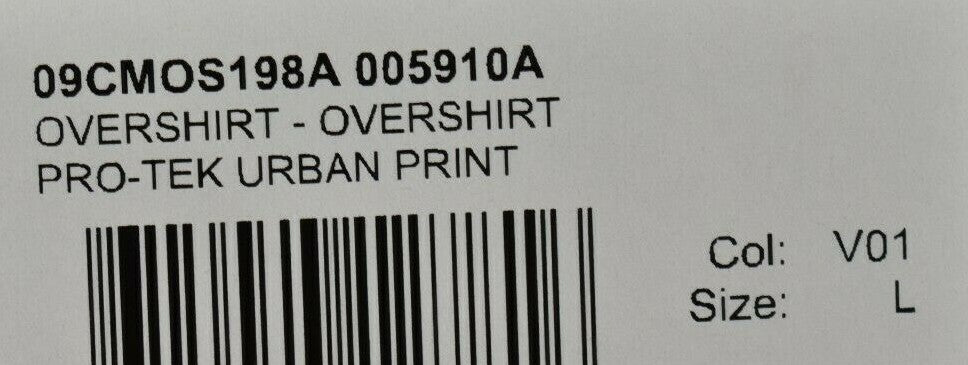 09CMOS198A 005910A
OVERSHIRT - OVERSHIRT
PRO-TEK URBAN PRINT
Col: V01
Size: L